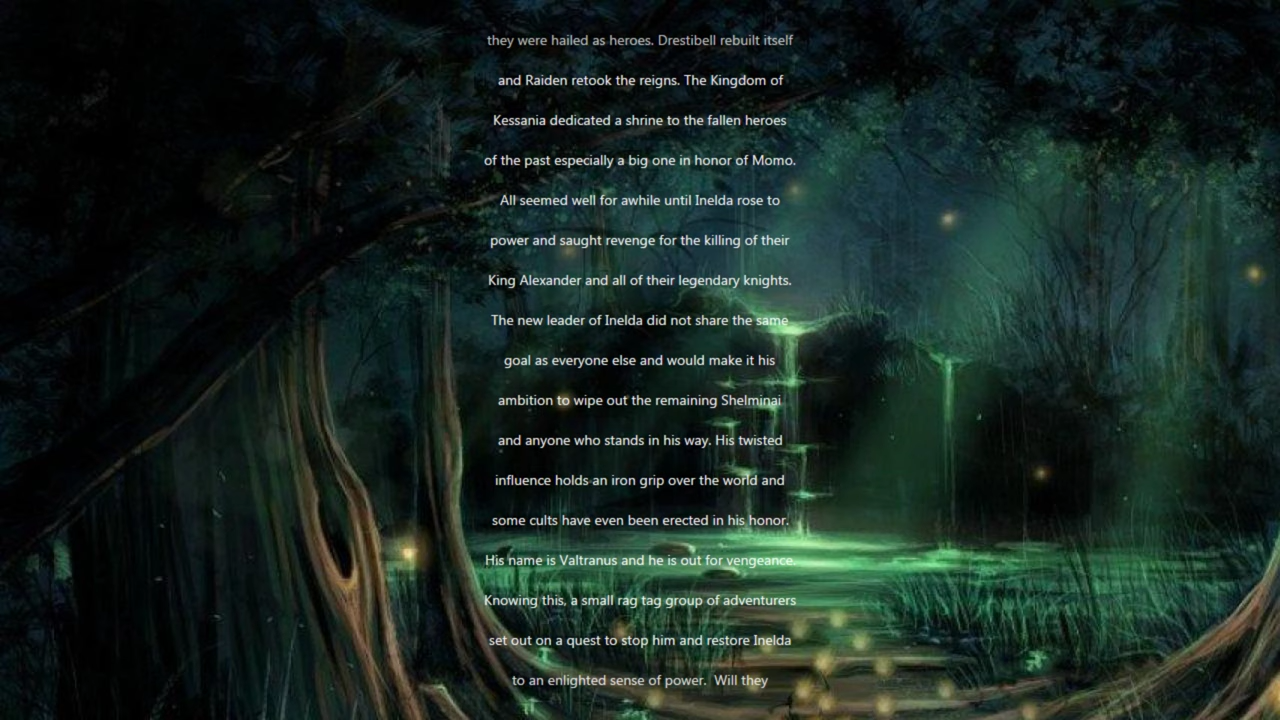 they were hailed as heroes. Drestibell rebuilt itself
and Raiden retook the reigns. The Kingdom of
Kessania dedicated a shrine to the fallen heroes
of the past especially a big one in honor of Momo.
All seemed well for awhile until Inelda rose to
power and saught revenge for the killing of their
King Alexander and all of their legendary knights.
The new leader of Inelda did not share the same
goal as everyone else and would make it his
ambition to wipe out the remaining Shelminai
and anyone who stands in his way. His twisted
influence holds an iron grip over the world and
some cults have even been erected in his honor.
His name is Valtranus and he is out for vengeance.
Knowing this, a small rag tag group of adventurers
set out on a quest to stop him and restore Inelda
to an enlighted sense of power.  Will they